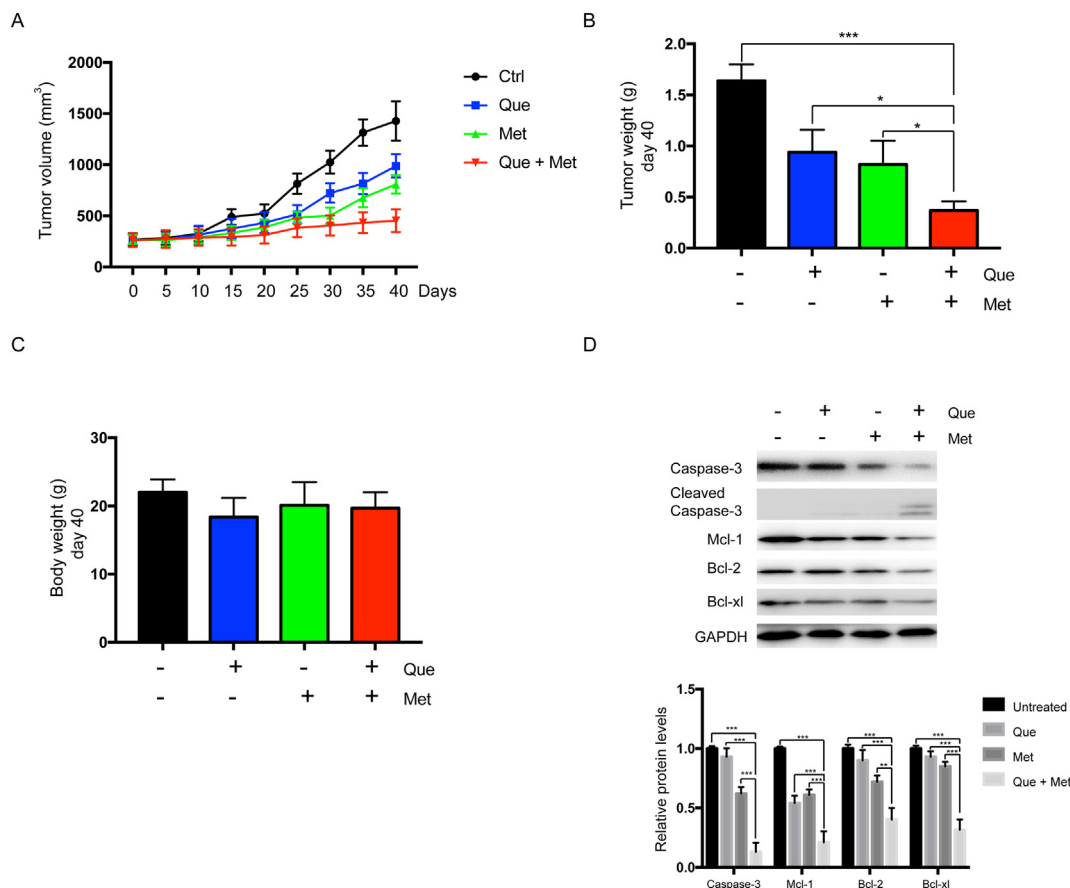 A
Tumor volume (mm³)
2000
1500
1000
500
0
0 5 10 15 20 25 30 35 40 Days
Ctrl
Que
Met
Que + Met
B
Tumor weight (g)
day 40
2.0
1.5
1.0
0.5
0.0
***
*
*
- + - + Que
- - + + Met
C
Body weight (g)
day 40
30
20
10
0
- + - + Que
- - + + Met
D
- + - + Que
- - + + Met
Caspase-3
Cleaved
Caspase-3
Mcl-1
Bcl-2
Bcl-xl
GAPDH
Relative protein levels
1.5
1.0
0.5
0.0
*** *** *** ***
*** *** *** ***
*** *** ** ***
Caspase-3 Mcl-1 Bcl-2 Bcl-xl
Untreated
Que
Met
Que + Met